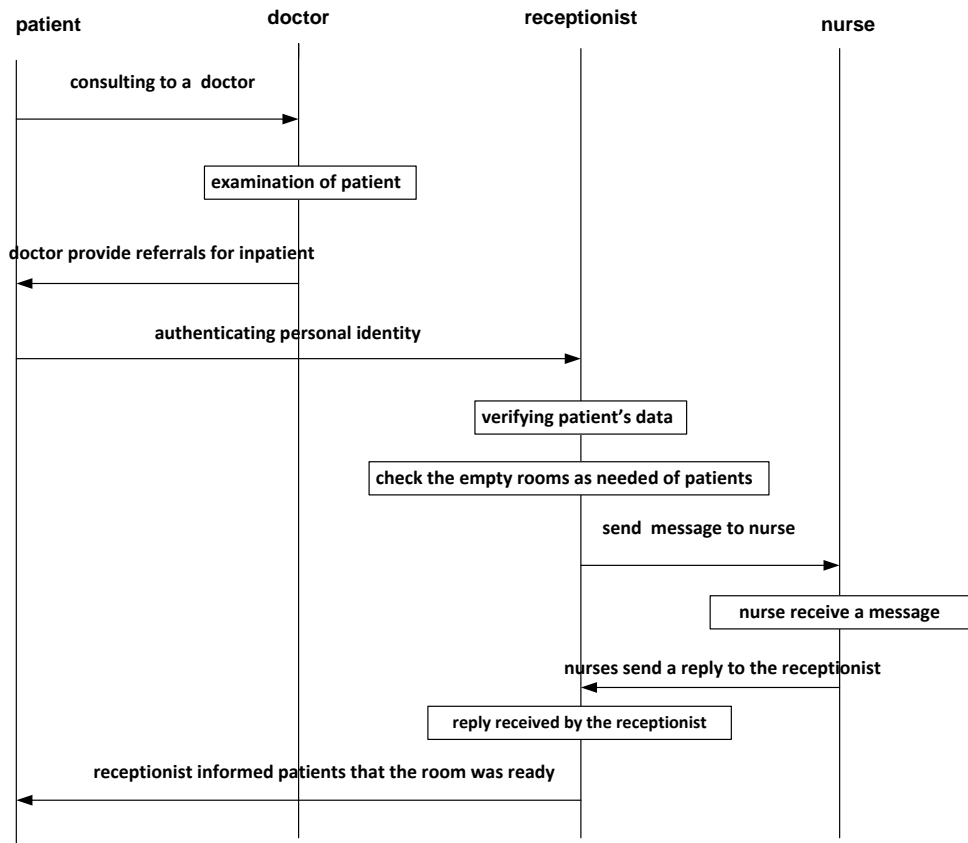 patient
doctor
receptionist
nurse
consulting to a doctor
examination of patient
doctor provide referrals for inpatient
authenticating personal identity
verifying patient’s data
check the empty rooms as needed of patients
send message to nurse
nurse receive a message
nurses send a reply to the receptionist
reply received by the receptionist
receptionist informed patients that the room was ready